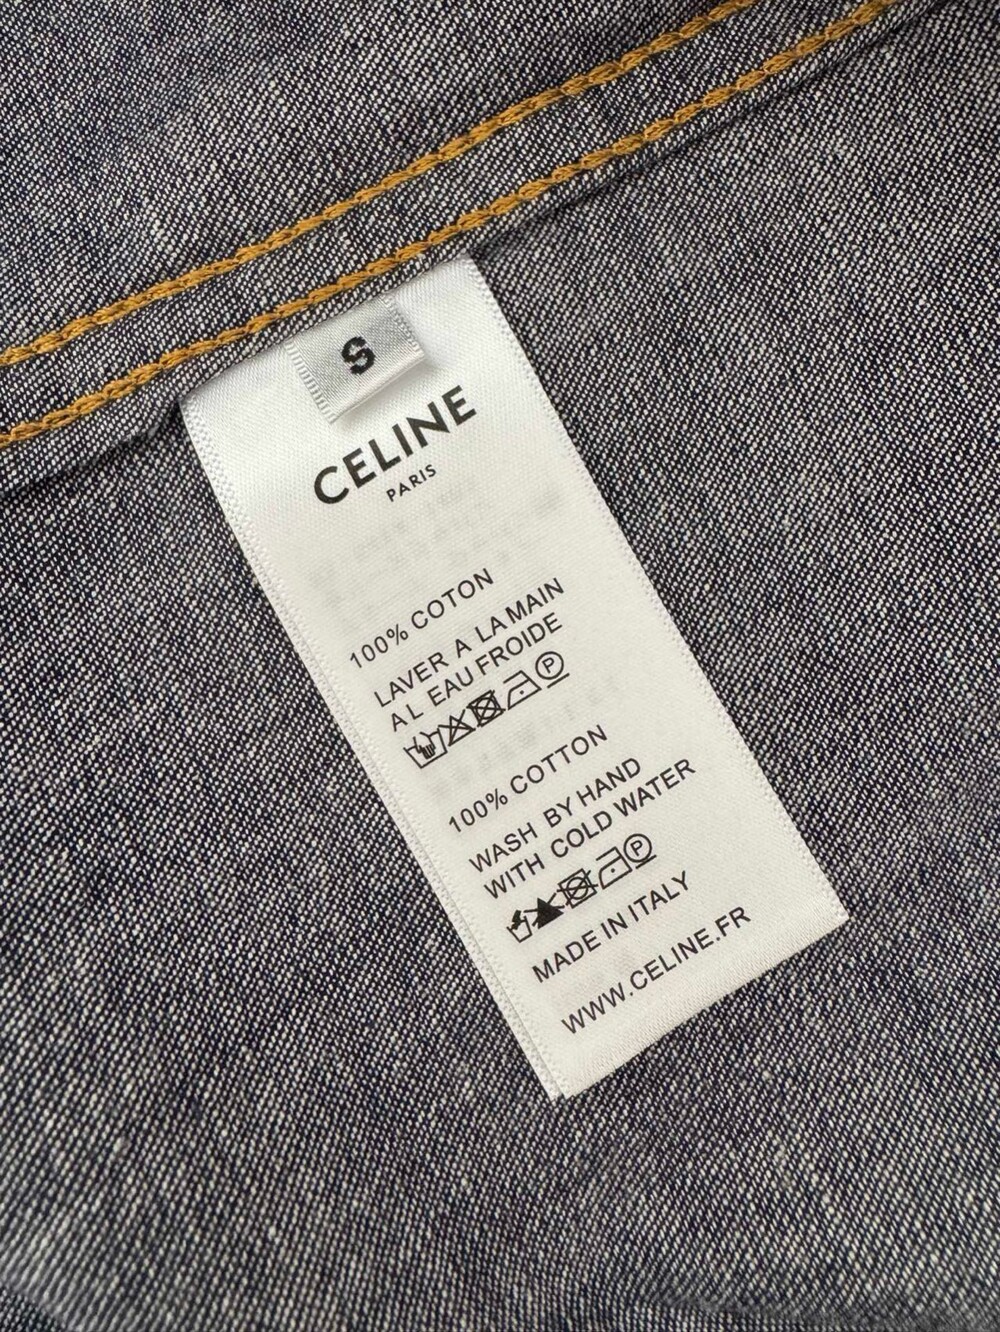 S
CELINE
PARIS
100% COTON
LAVER A LA MAIN
A L EAU FROIDE
P
100% COTTON
WASH BY HAND
WITH COLD WATER
P
MADE IN ITALY
WWW.CELINE.FR